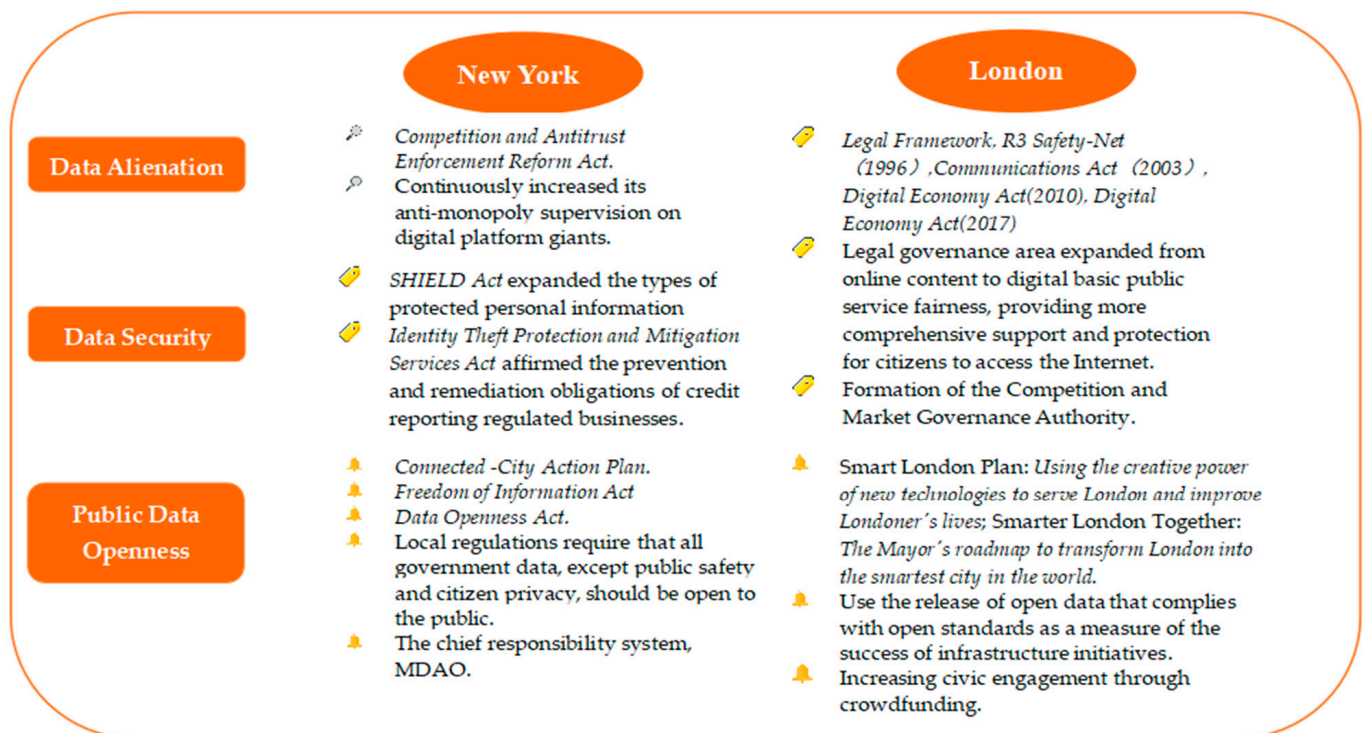 New York
London
Data Alienation
Competition and Antitrust
Enforcement Reform Act.
Continuously increased its
anti-monopoly supervision on
digital platform giants.
Legal Framework, R3 Safety-Net
（1996）,Communications Act（2003）,
Digital Economy Act(2010), Digital
Economy Act(2017)
Legal governance area expanded from
online content to digital basic public
service fairness, providing more
comprehensive support and protection
for citizens to access the Internet.
Formation of the Competition and
Market Governance Authority.
Data Security
SHIELD Act expanded the types of
protected personal information
Identity Theft Protection and Mitigation
Services Act affirmed the prevention
and remediation obligations of credit
reporting regulated businesses.
Public Data
Openness
Connected -City Action Plan.
Freedom of Information Act
Data Openness Act.
Local regulations require that all
government data, except public safety
and citizen privacy, should be open to
the public.
The chief responsibility system,
MDAO.
Smart London Plan: Using the creative power
of new technologies to serve London and improve
Londoner's lives; Smarter London Together:
The Mayor's roadmap to transform London into
the smartest city in the world.
Use the release of open data that complies
with open standards as a measure of the
success of infrastructure initiatives.
Increasing civic engagement through
crowdfunding.